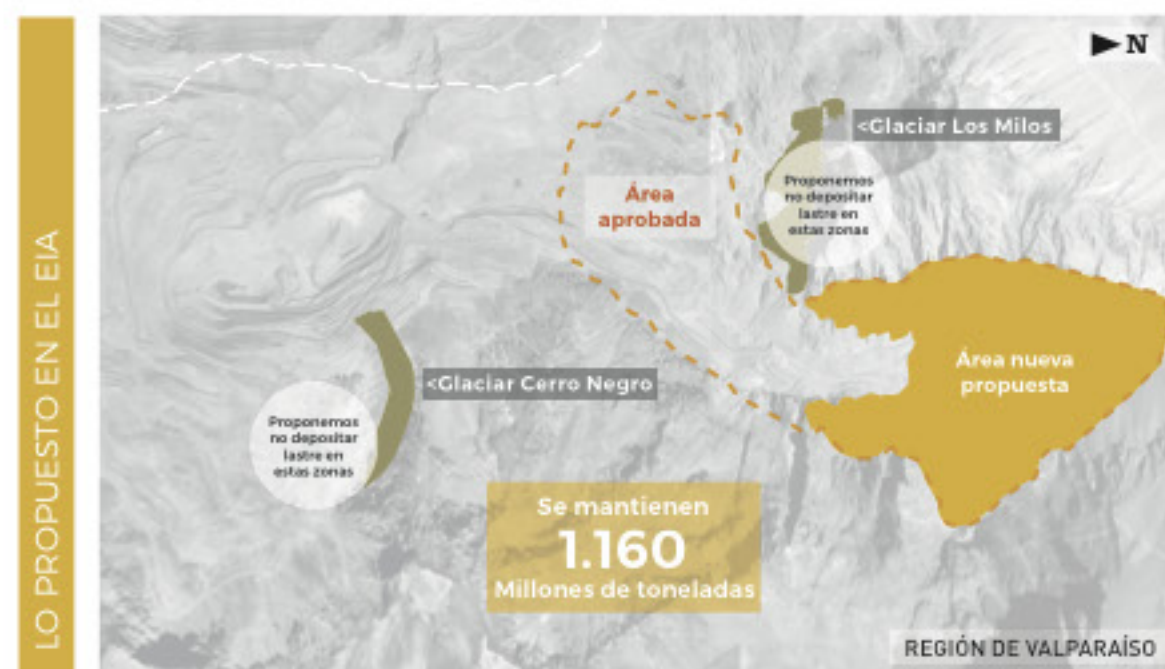 LO PROPUESTO EN EL EIA
N
<Glaciar Los Milos
Proponemos
no depositar
lastre en
estas zonas
Área
aprobada
Área nueva
propuesta
<Glaciar Cerro Negro
Proponemos
no depositar
lastre en
estas zonas
Se mantienen
1.160
Millones de toneladas
REGIÓN DE VALPARAÍSO